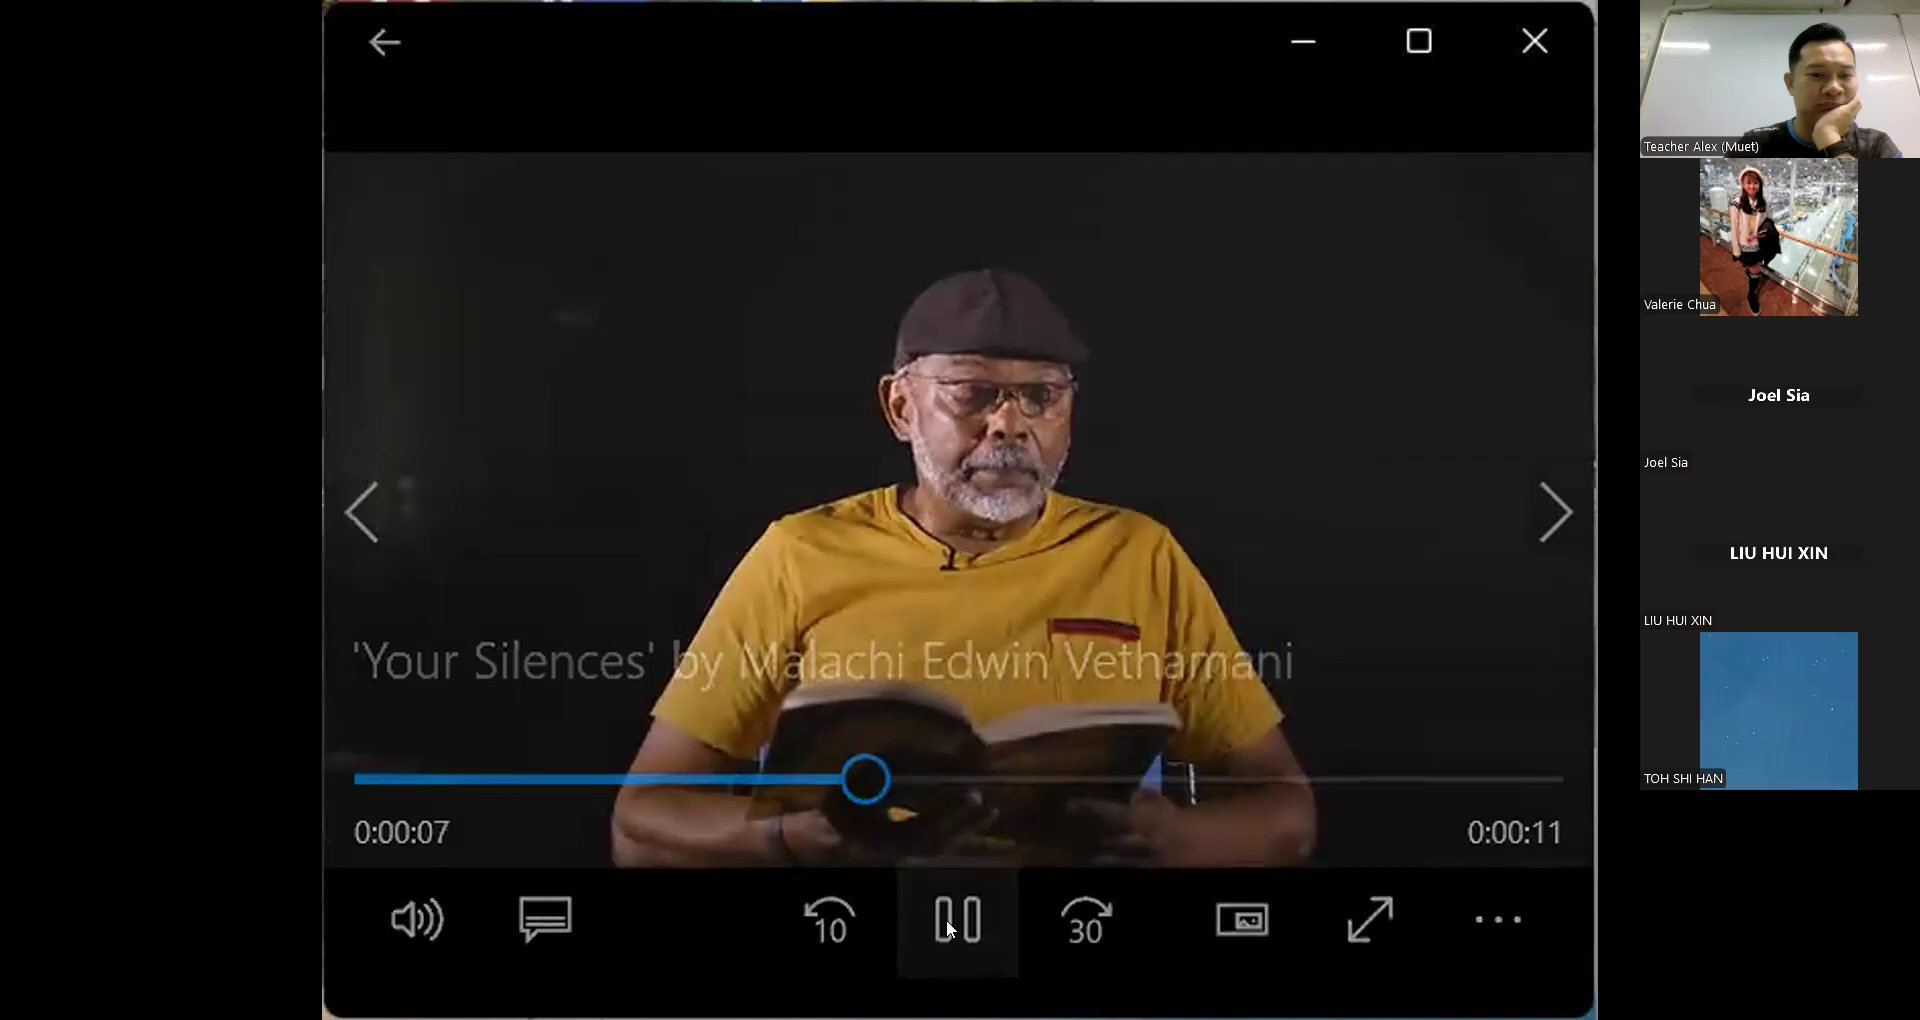 'Your Silences' by Malachi Edwin Vethamani
0:00:07
0:00:11
10
30
Teacher Alex (Muet)
Valerie Chua
Joel Sia
Joel Sia
LIU HUI XIN
LIU HUI XIN
TOH SHI HAN